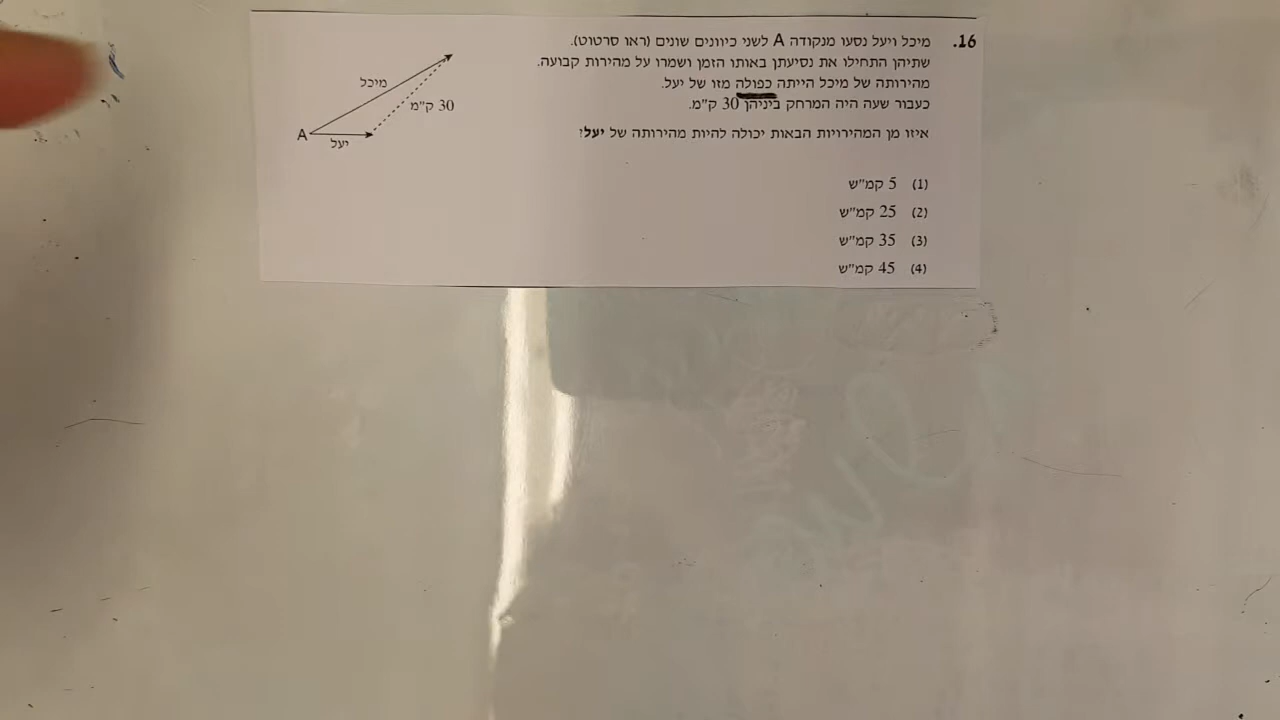 16. מיכל ויעל נסעו מנקודה A לשני כיוונים שונים (ראו סרטוט).
שתיהן התחילו את נסיעתן באותו הזמן ושמרו על מהירות קבועה.
מהירותה של מיכל הייתה כפולה מזו של יעל.
כעבור שעה היה המרחק ביניהן 30 ק"מ.
איזו מן המהירויות הבאות יכולה להיות מהירותה של יעל?
(1) 5 קמ"ש
(2) 25 קמ"ש
(3) 35 קמ"ש
(4) 45 קמ"ש
מיכל
30 ק"מ
A
יעל